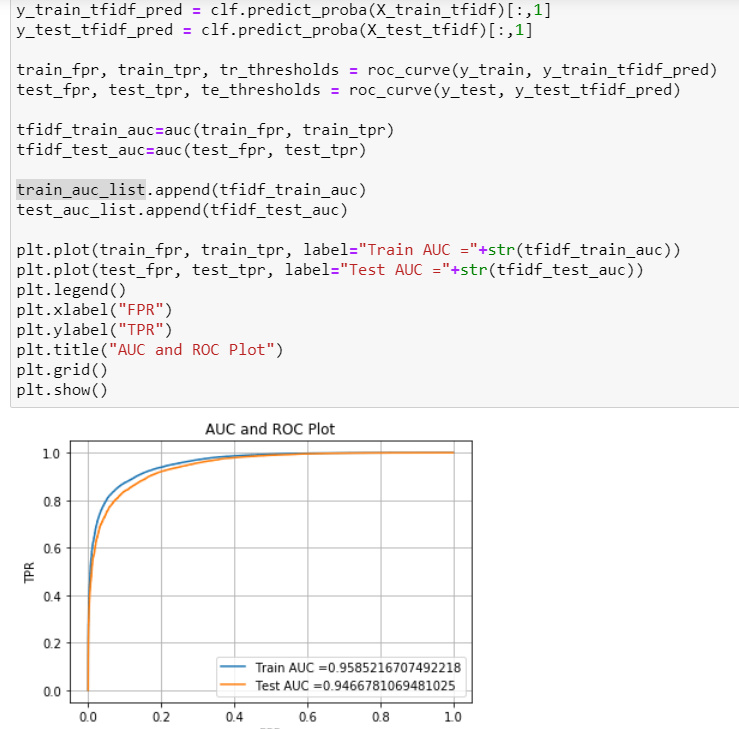 y_train_tfidf_pred = clf.predict_proba(X_train_tfidf)[:,1]
y_test_tfidf_pred = clf.predict_proba(X_test_tfidf)[:,1]
train_fpr, train_tpr, tr_thresholds = roc_curve(y_train, y_train_tfidf_pred)
test_fpr, test_tpr, te_thresholds = roc_curve(y_test, y_test_tfidf_pred)
tfidf_train_auc=auc(train_fpr, train_tpr)
tfidf_test_auc=auc(test_fpr, test_tpr)
train_auc_list.append(tfidf_train_auc)
test_auc_list.append(tfidf_test_auc)
plt.plot(train_fpr, train_tpr, label="Train AUC ="+str(tfidf_train_auc))
plt.plot(test_fpr, test_tpr, label="Test AUC ="+str(tfidf_test_auc))
plt.legend()
plt.xlabel("FPR")
plt.ylabel("TPR")
plt.title("AUC and ROC Plot")
plt.grid()
plt.show()
AUC and ROC Plot
1.0
0.8
0.6
TPR
0.4
0.2
0.0
Train AUC =0.9585216707492218
Test AUC =0.9466781069481025
0.0 0.2 0.4 0.6 0.8 1.0